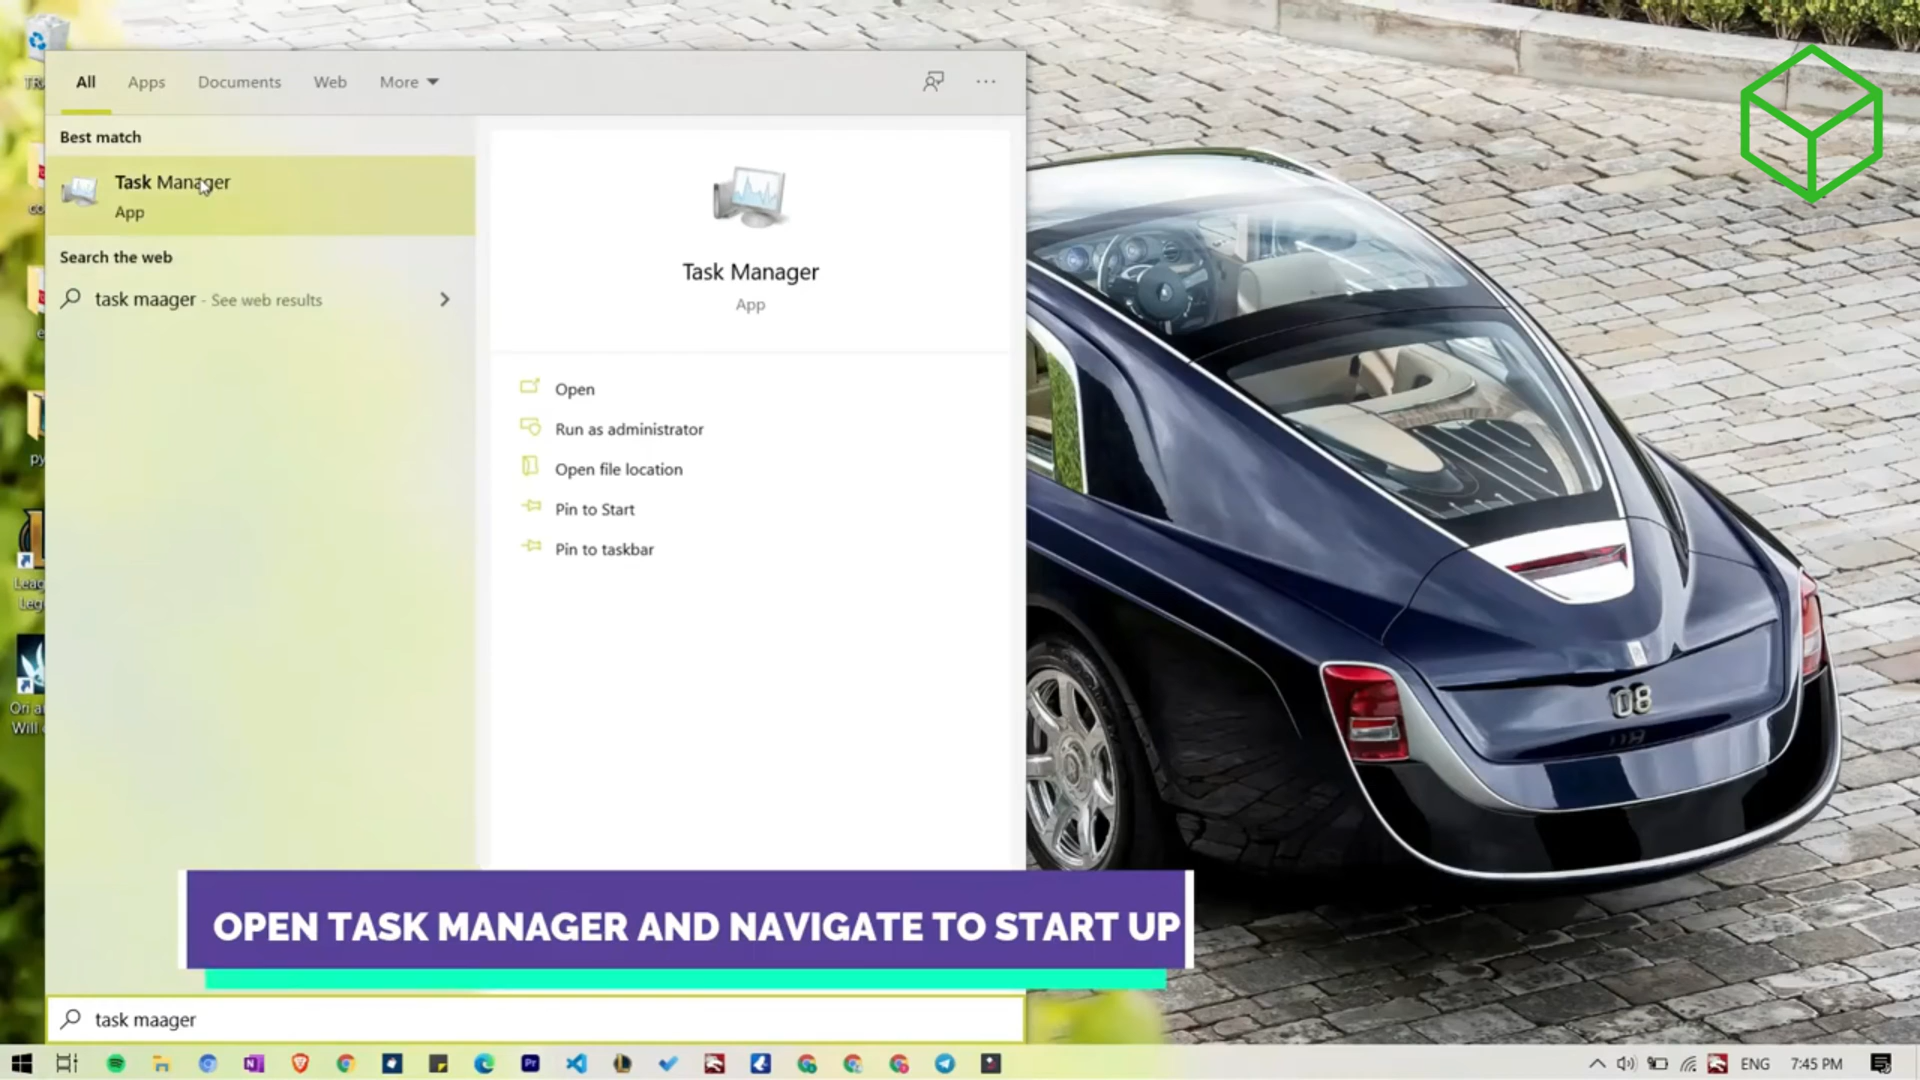 All Apps Documents Web More
Best match
Task Manager
App
Search the web
task maager - See web results
Task Manager
App
Open
Run as administrator
Open file location
Pin to Start
Pin to taskbar
08
OPEN TASK MANAGER AND NAVIGATE TO START UP
task maager
ENG 7:45 PM